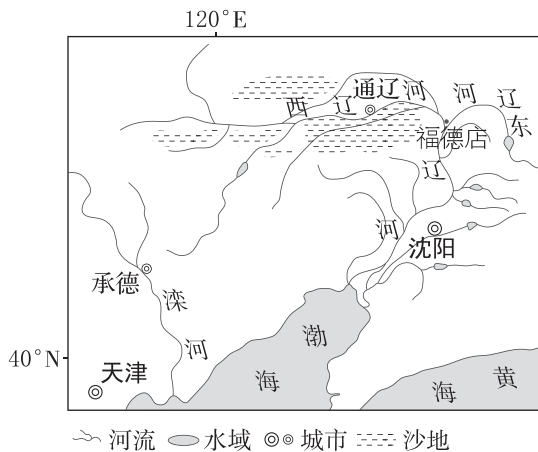 120°E
西辽河
通辽
东辽河
福德店
辽河
沈阳
承德
滦河
渤海
黄海
40°N
天津
河流 水域 城市 沙地